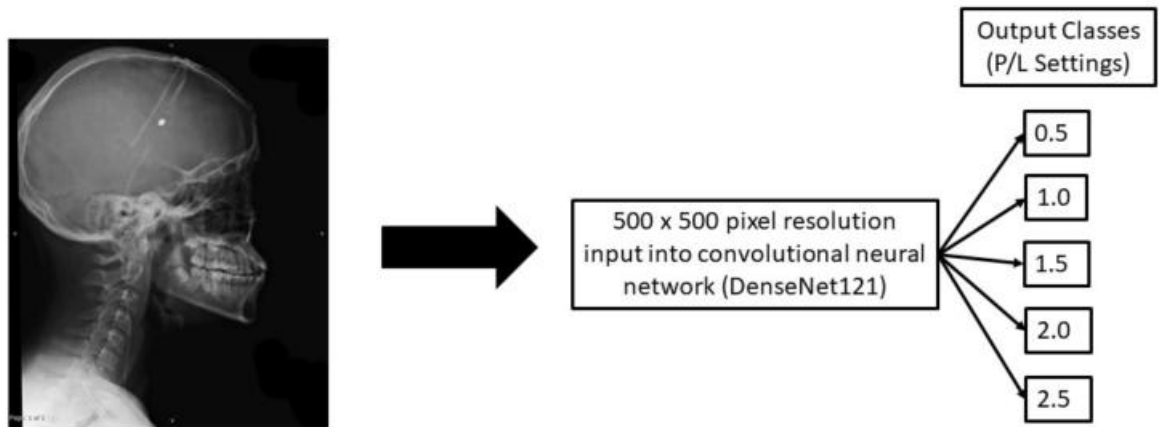 Output Classes
(P/L Settings)
500 x 500 pixel resolution
input into convolutional neural
network (DenseNet121)
0.5
1.0
1.5
2.0
2.5